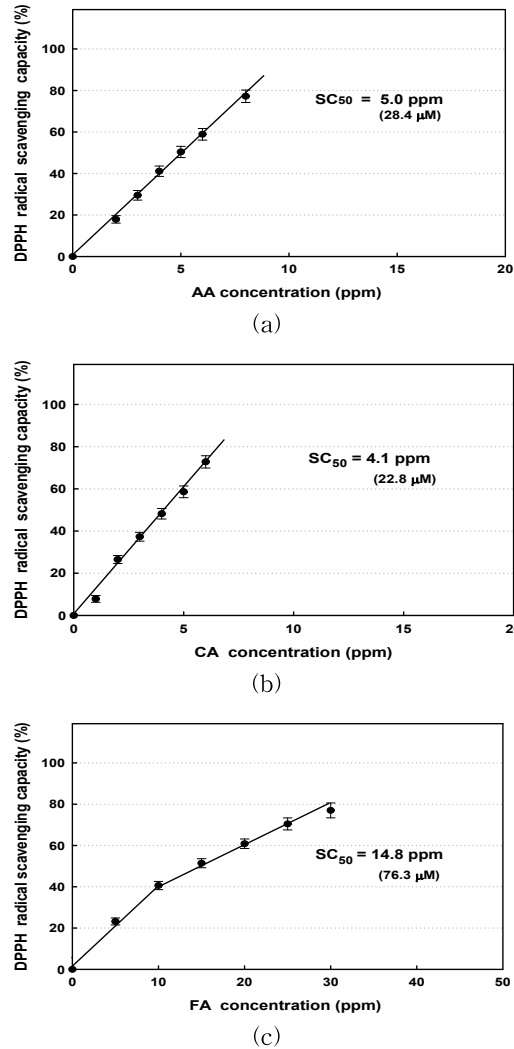 DPPH radical scavenging capacity (%)
100
80
60
40
20
0
SC50 = 5.0 ppm
(28.4 μM)
0 5 10 15 20
AA concentration (ppm)
(a)
DPPH radical scavenging capacity (%)
100
80
60
40
20
0
SC50 = 4.1 ppm
(22.8 μM)
0 5 10 15 20
CA concentration (ppm)
(b)
DPPH radical scavenging capacity (%)
100
80
60
40
20
0
SC50 = 14.8 ppm
(76.3 μM)
0 10 20 30 40 50
FA concentration (ppm)
(c)